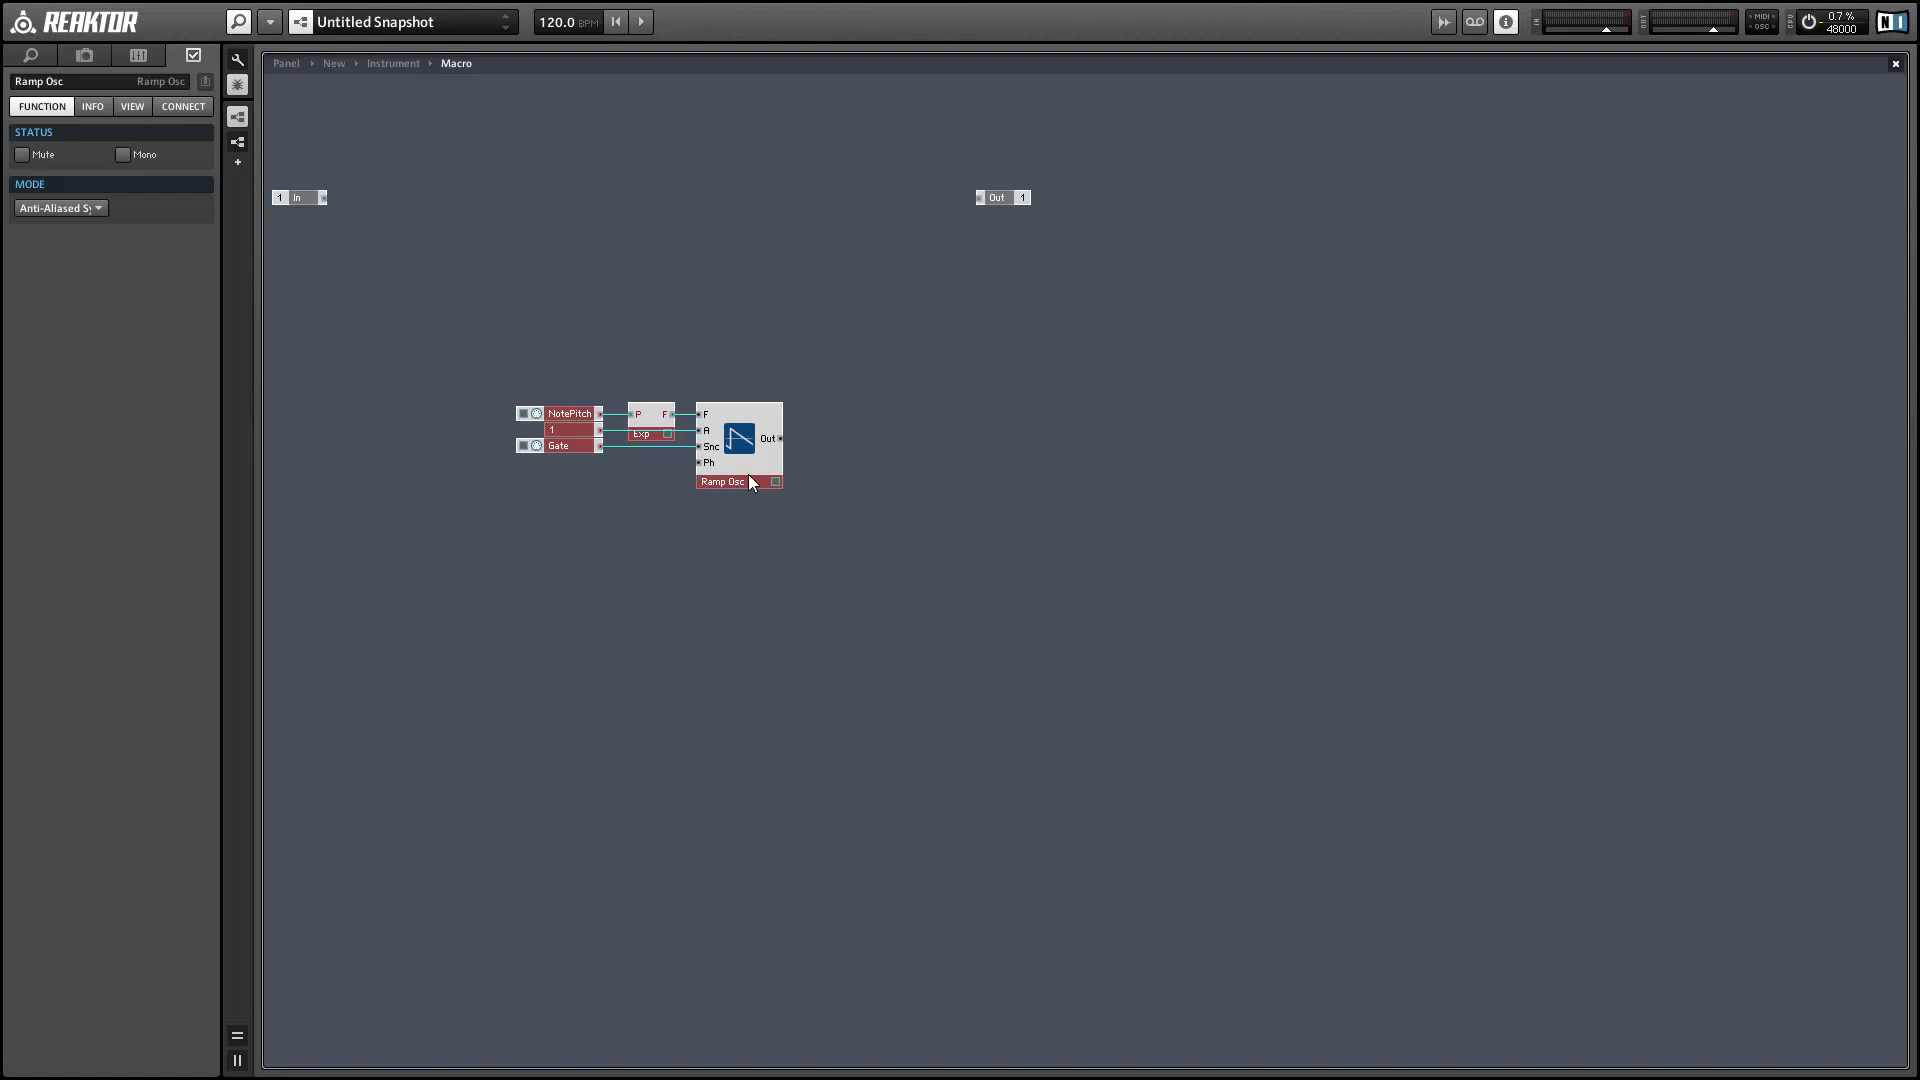 REAKTOR
Untitled Snapshot
120.0 BPM
MIDI
OSC
0.7 %
48000
Panel New Instrument Macro
Ramp Osc Ramp Osc
FUNCTION INFO VIEW CONNECT
STATUS
Mute Mono
MODE
Anti-Aliased
1 In
Out 1
NotePitch
1
Gate
P F
Exp
F
A
Snc
Ph
Out
Ramp Osc